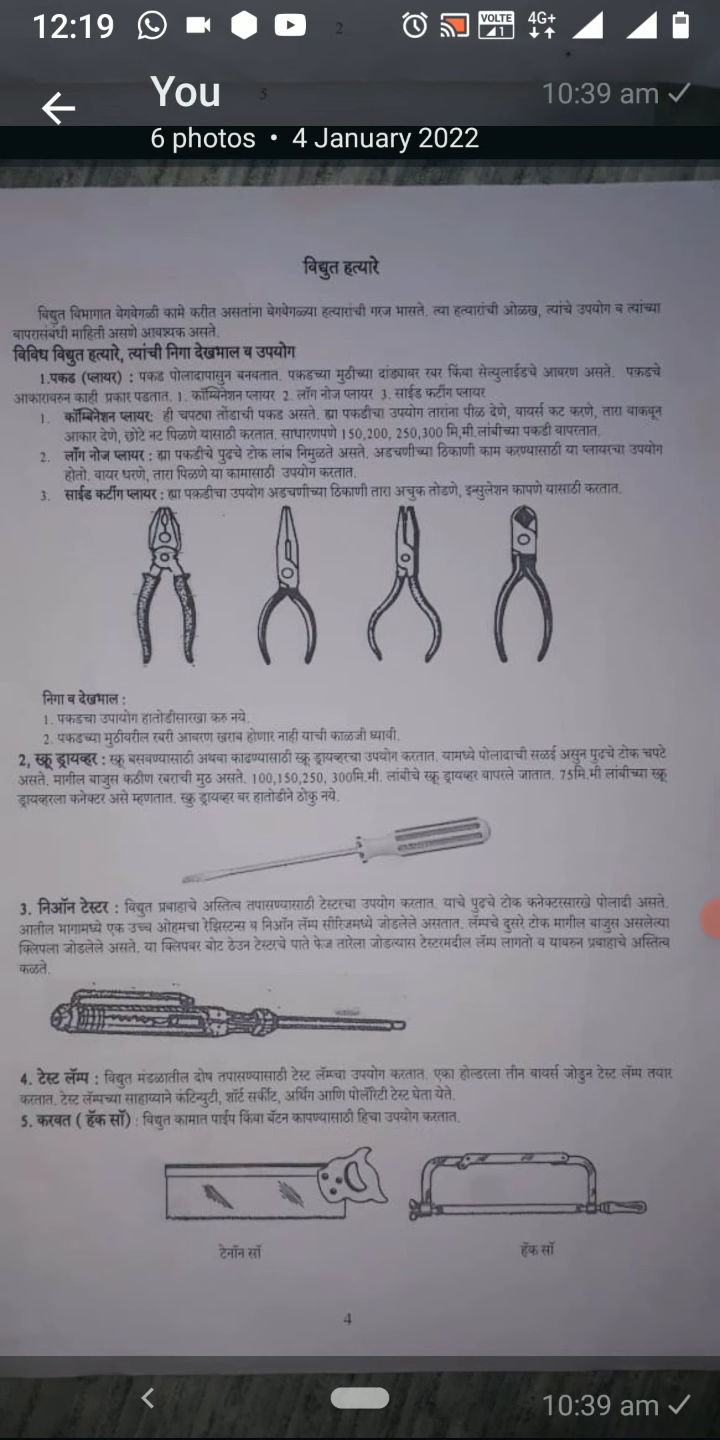 12:19
VOLTE
1
4G+
2
You
5
10:39 am
6 photos • 4 January 2022
विद्युत हत्यारे
विद्युत विभागात वेगवेगळी कामे करीत असतांना वेगवेगळ्या हत्यारांची गरज भासते. त्या हत्यारांची ओळख, त्यांचे उपयोग व त्यांच्या
वापरासंबंधी माहिती असणे आवश्यक असते.
विविध विद्युत हत्यारे, त्यांची निगा देखभाल व उपयोग
1.पकड (प्लायर) : पकड पोलादापासुन बनवतात. पकडच्या मुठीच्या दांड्यावर रबर किंवा सेल्युलाईडचे आवरण असते. पकडचे
आकारावरुन काही प्रकार पडतात. 1. कॉम्बिनेशन प्लायर 2. लॉंग नोज प्लायर 3. साईड कटींग प्लायर
1. कॉम्बिनेशन प्लायर: ही चपट्या तोंडाची पकड असते. ह्या पकडीचा उपयोग तारांना पीळ देणे, वायर्स कट करणे, तारा वाकवून
आकार देणे, छोटे नट पिळणे यासाठी करतात. साधारणपणे 150,200, 250,300 मि,मी.लांबीच्या पकडी वापरतात.
2. लॉंग नोज प्लायर : ह्या पकडीचे पुढचे टोक लांब निमुळते असते. अडचणीच्या ठिकाणी काम करण्यासाठी या प्लायरचा उपयोग
होतो. वायर धरणे, तारा पिळणे या कामासाठी उपयोग करतात.
3. साईड कटींग प्लायर : ह्या पकडीचा उपयोग अडचणीच्या ठिकाणी तारा अचुक तोडणे, इन्सुलेशन कापणे यासाठी करतात.
निगा व देखभाल :
1. पकडचा उपायोग हातोडीसारखा करु नये.
2. पकडच्या मुठीवरील रबरी आवरण खराब होणार नाही याची काळजी घ्यावी.
2, स्क्रू ड्रायव्हर : स्क्रू बसवण्यासाठी अथवा काढण्यासाठी स्क्रू ड्रायव्हरचा उपयोग करतात. यामध्ये पोलादाची सळई असुन पुढचे टोक चपटे
असते. मागील बाजुस कठीण रबराची मुठ असते. 100,150,250, 300मि.मी. लांबीचे स्क्रू ड्रायव्हर वापरले जातात. 75मि.मी लांबीच्या स्क्रू
ड्रायव्हरला कनेक्टर असे म्हणतात. स्क्रु ड्रायव्हर वर हातोडीने ठोकु नये.
3. निऑन टेस्टर : विद्युत प्रवाहाचे अस्तित्व तपासण्यासाठी टेस्टरचा उपयोग करतात. याचे पुढचे टोक कनेक्टरसारखे पोलादी असते.
आतील भागामध्ये एक उच्च ओहमचा रेझिस्टन्स व निऑन लॅम्प सीरिजमध्ये जोडलेले असतात. लॅम्पचे दुसरे टोक मागील बाजुस असलेल्या
क्लिपला जोडलेले असते. या क्लिपवर बोट ठेउन टेस्टरचे पाते फेज तारेला जोडल्यास टेस्टरमदील लॅम्प लागतो व यावरुन प्रवाहाचे अस्तित्व
कळते.
4. टेस्ट लॅम्प : विद्युत मंडळातील दोष तपासण्यासाठी टेस्ट लॅम्पचा उपयोग करतात. एका होल्डरला तीन वायर्स जोडुन टेस्ट लॅम्प तयार
करतात. टेस्ट लॅम्पच्या साहाय्याने कंटिन्युटी, शॉर्ट सर्कीट, अर्थिंग आणि पोलॅरिटी टेस्ट घेता येते.
5. करवत ( हॅक सॉ) : विद्युत कामात पाईप किंवा बॅटन कापण्यासाठी हिचा उपयोग करतात.
टेनॉन सॉ
हॅक सॉ
4
10:39 am